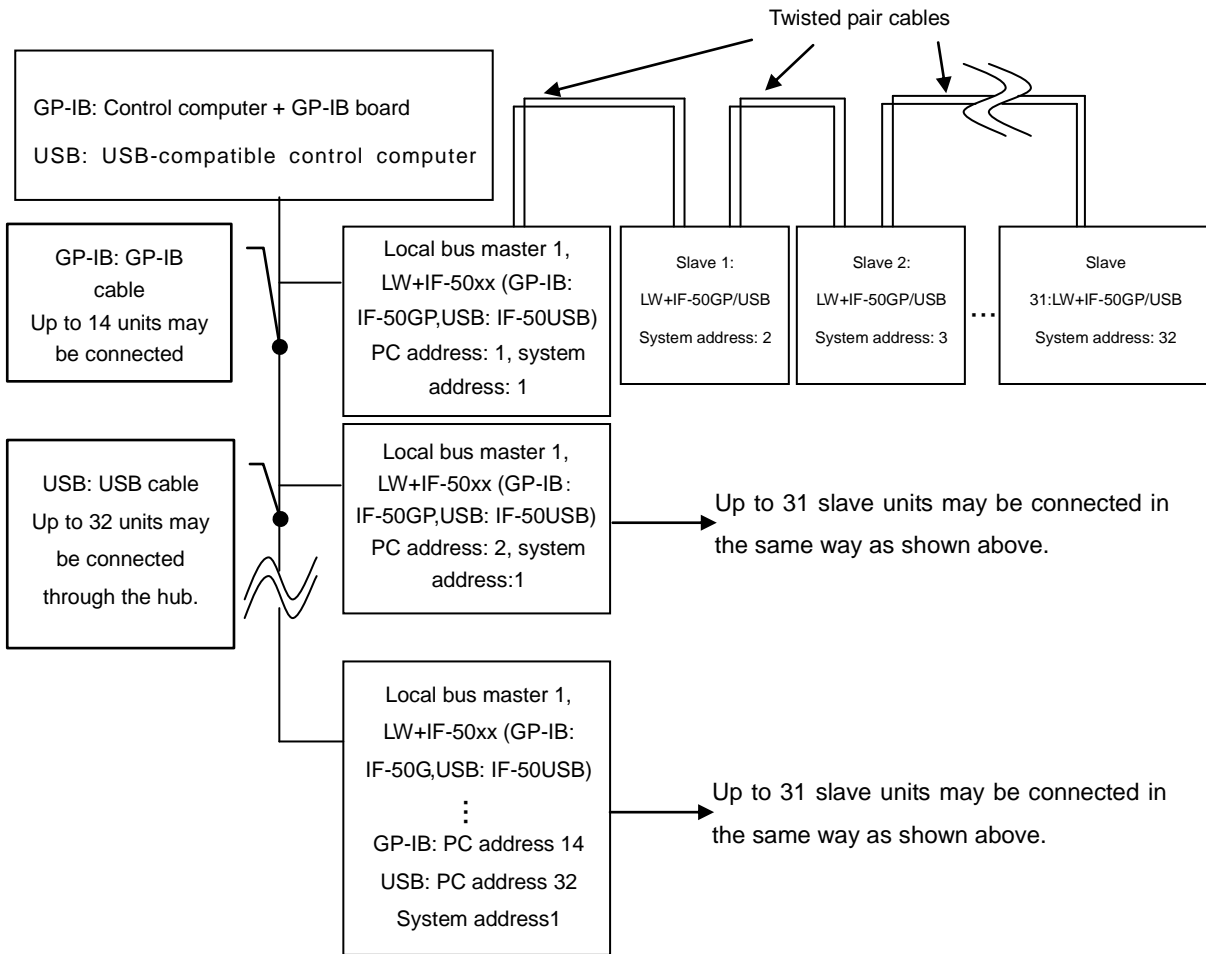 Twisted pair cables
GP-IB: Control computer + GP-IB board
USB: USB-compatible control computer
GP-IB: GP-IB
cable
Up to 14 units may
be connected
Local bus master 1,
LW+IF-50xx (GP-IB:
IF-50GP,USB: IF-50USB)
PC address: 1, system
address: 1
Slave 1:
LW+IF-50GP/USB
System address: 2
Slave 2:
LW+IF-50GP/USB
System address: 3
...
Slave
31:LW+IF-50GP/USB
System address: 32
USB: USB cable
Up to 32 units may
be connected
through the hub.
Local bus master 1,
LW+IF-50xx (GP-IB:
IF-50GP,USB: IF-50USB)
PC address: 2, system
address:1
Up to 31 slave units may be connected in
the same way as shown above.
Local bus master 1,
LW+IF-50xx (GP-IB:
IF-50G,USB: IF-50USB)
⋮
GP-IB: PC address 14
USB: PC address 32
System address1
Up to 31 slave units may be connected in
the same way as shown above.